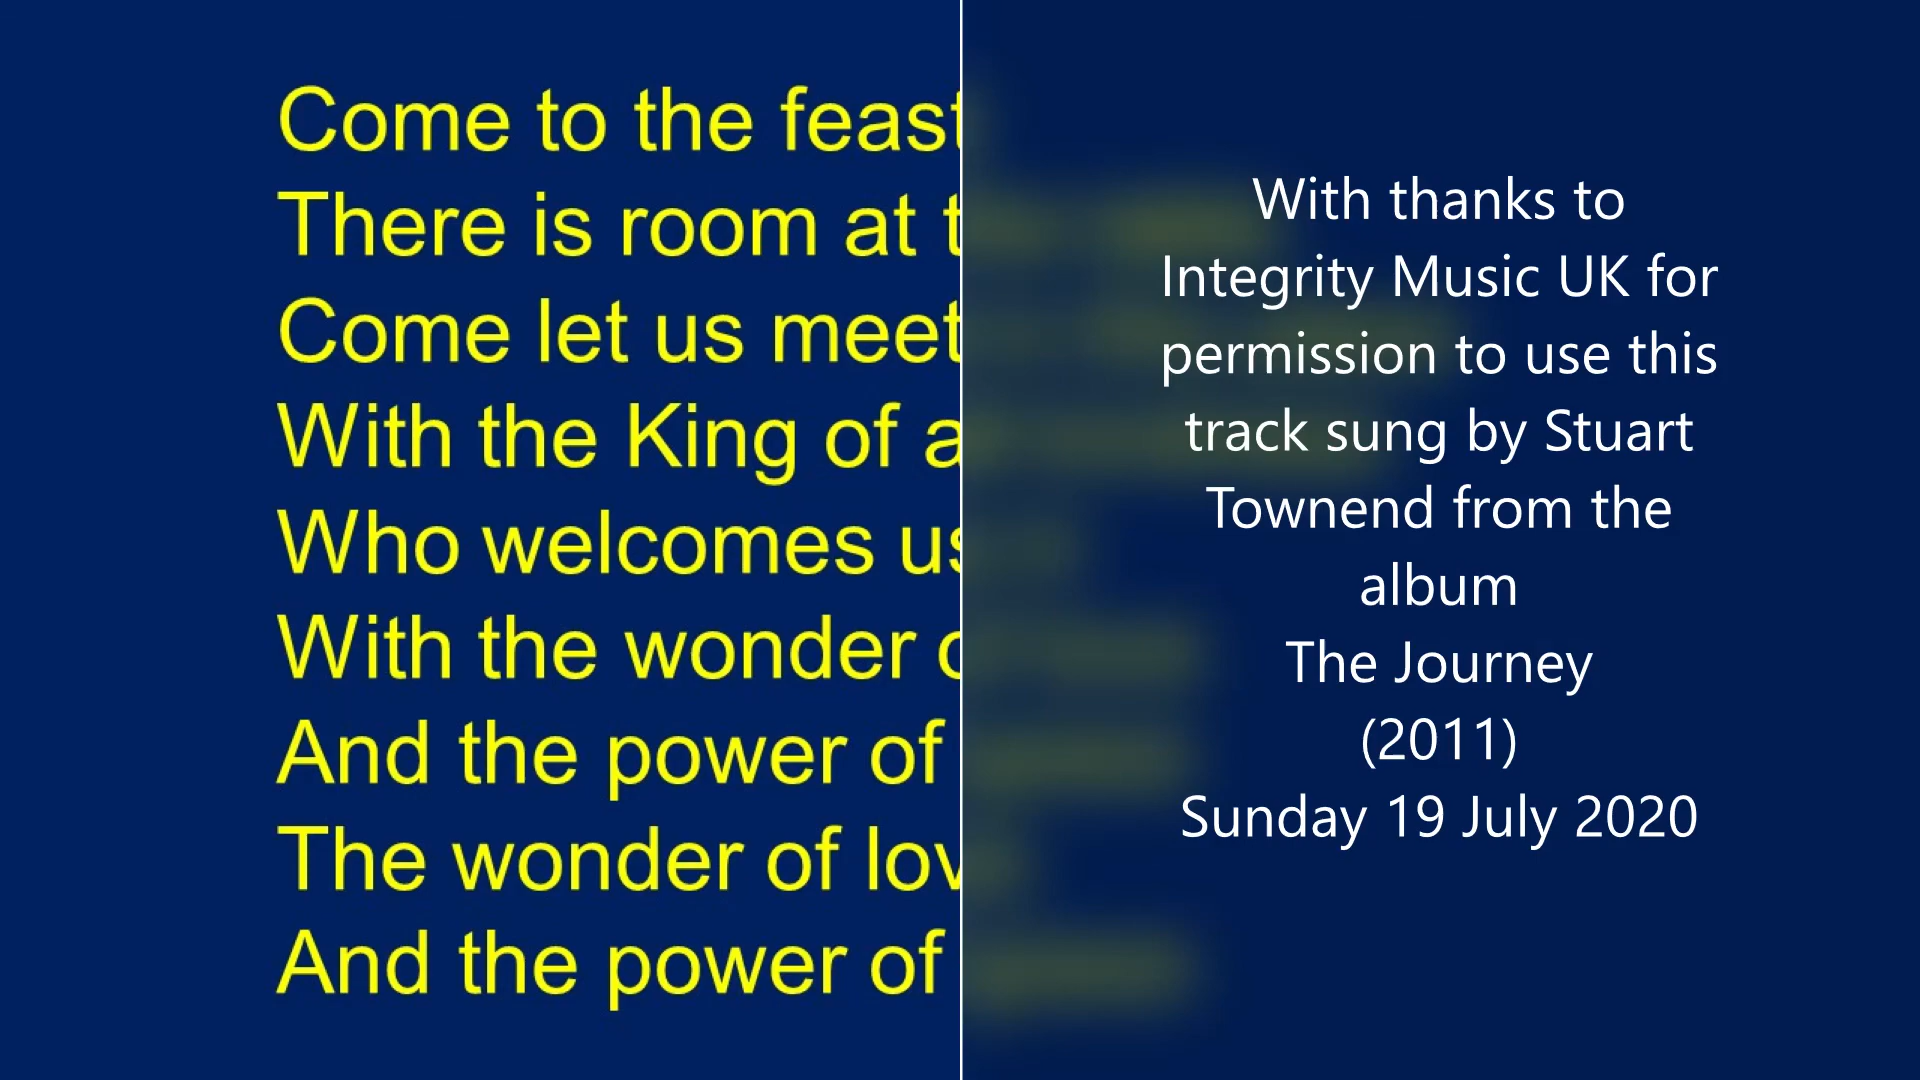 Come to the feast
There is room at
Come let us meet
With the King of
Who welcomes us
With the wonder
And the power of
The wonder of
And the power of
With thanks to
Integrity Music UK for
permission to use this
track sung by Stuart
Townend from the
album
The Journey
(2011)
Sunday 19 July 2020